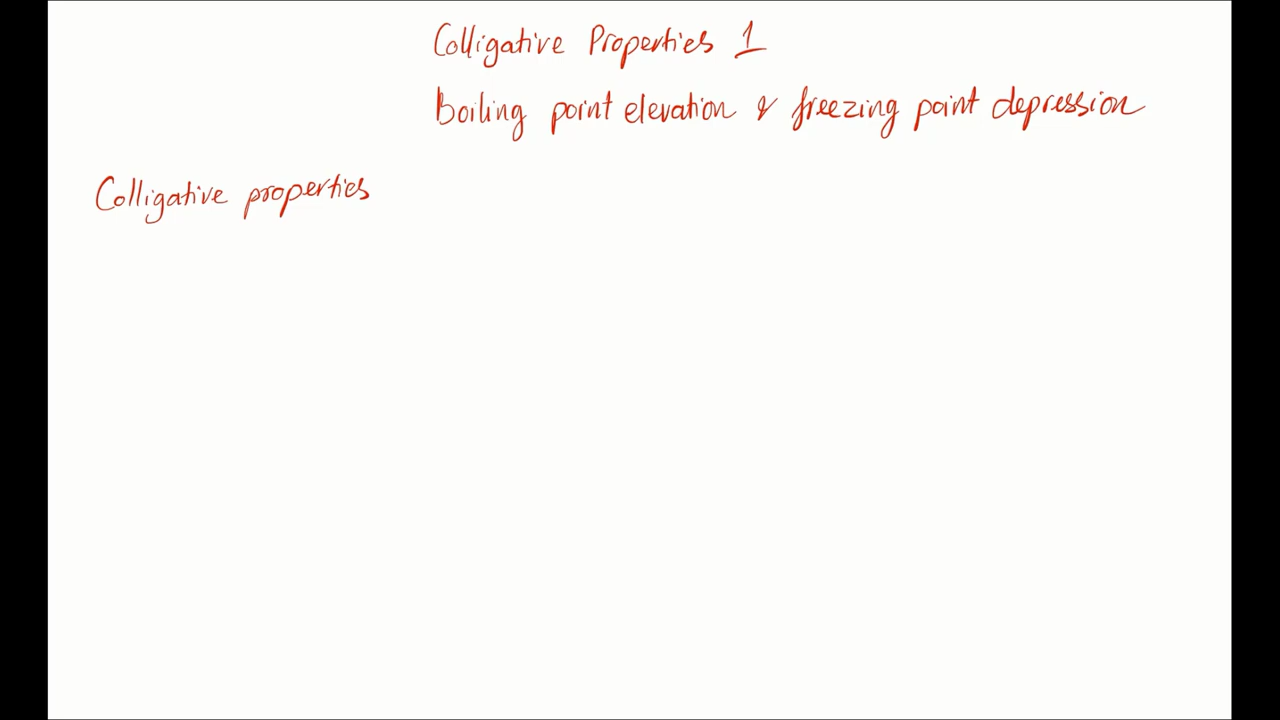 Colligative Properties 1
Boiling point elevation & freezing point depression
Colligative properties